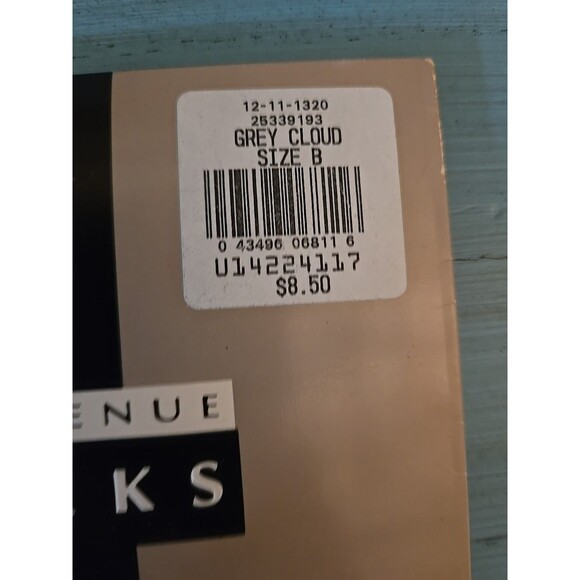 12-11-1320
25339193
GREY CLOUD
SIZE B
0 43496 06811 6
U14224117
$8.50
ENUE
KS